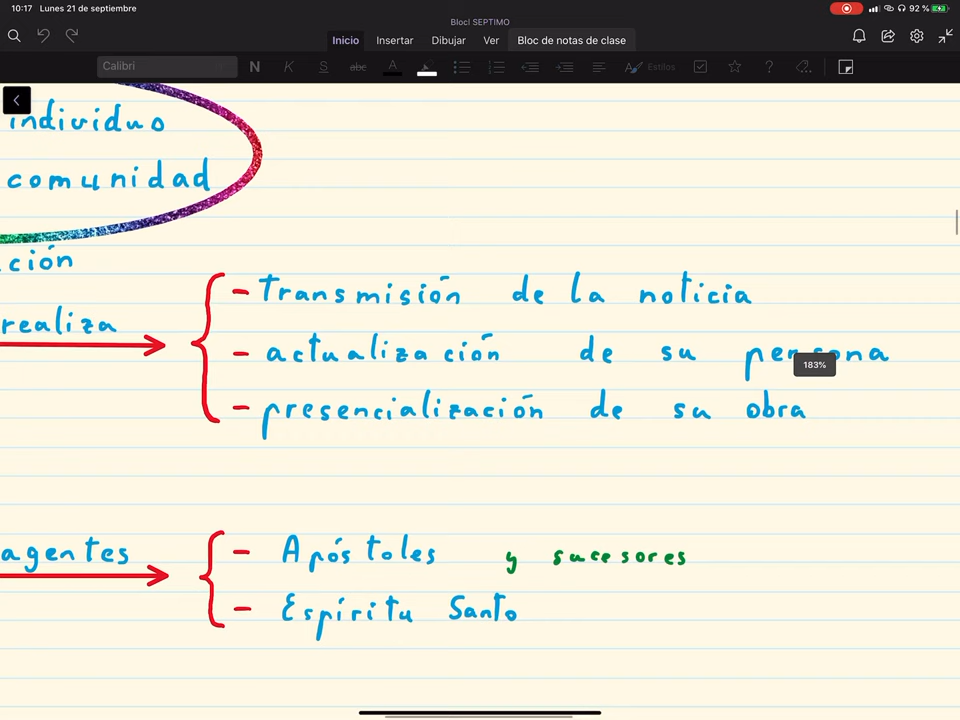 10:17 Lunes 21 de septiembre
92 %
Bloc! SEPTIMO
Inicio Insertar Dibujar Ver Bloc de notas de clase
Calibri N K S abc A Estilos
individuo
comunidad
ción
realiza
- transmisión de la noticia
- actualización de su persona
183%
- presencialización de su obra
agentes
- Apóstoles y sucesores
- Espíritu Santo